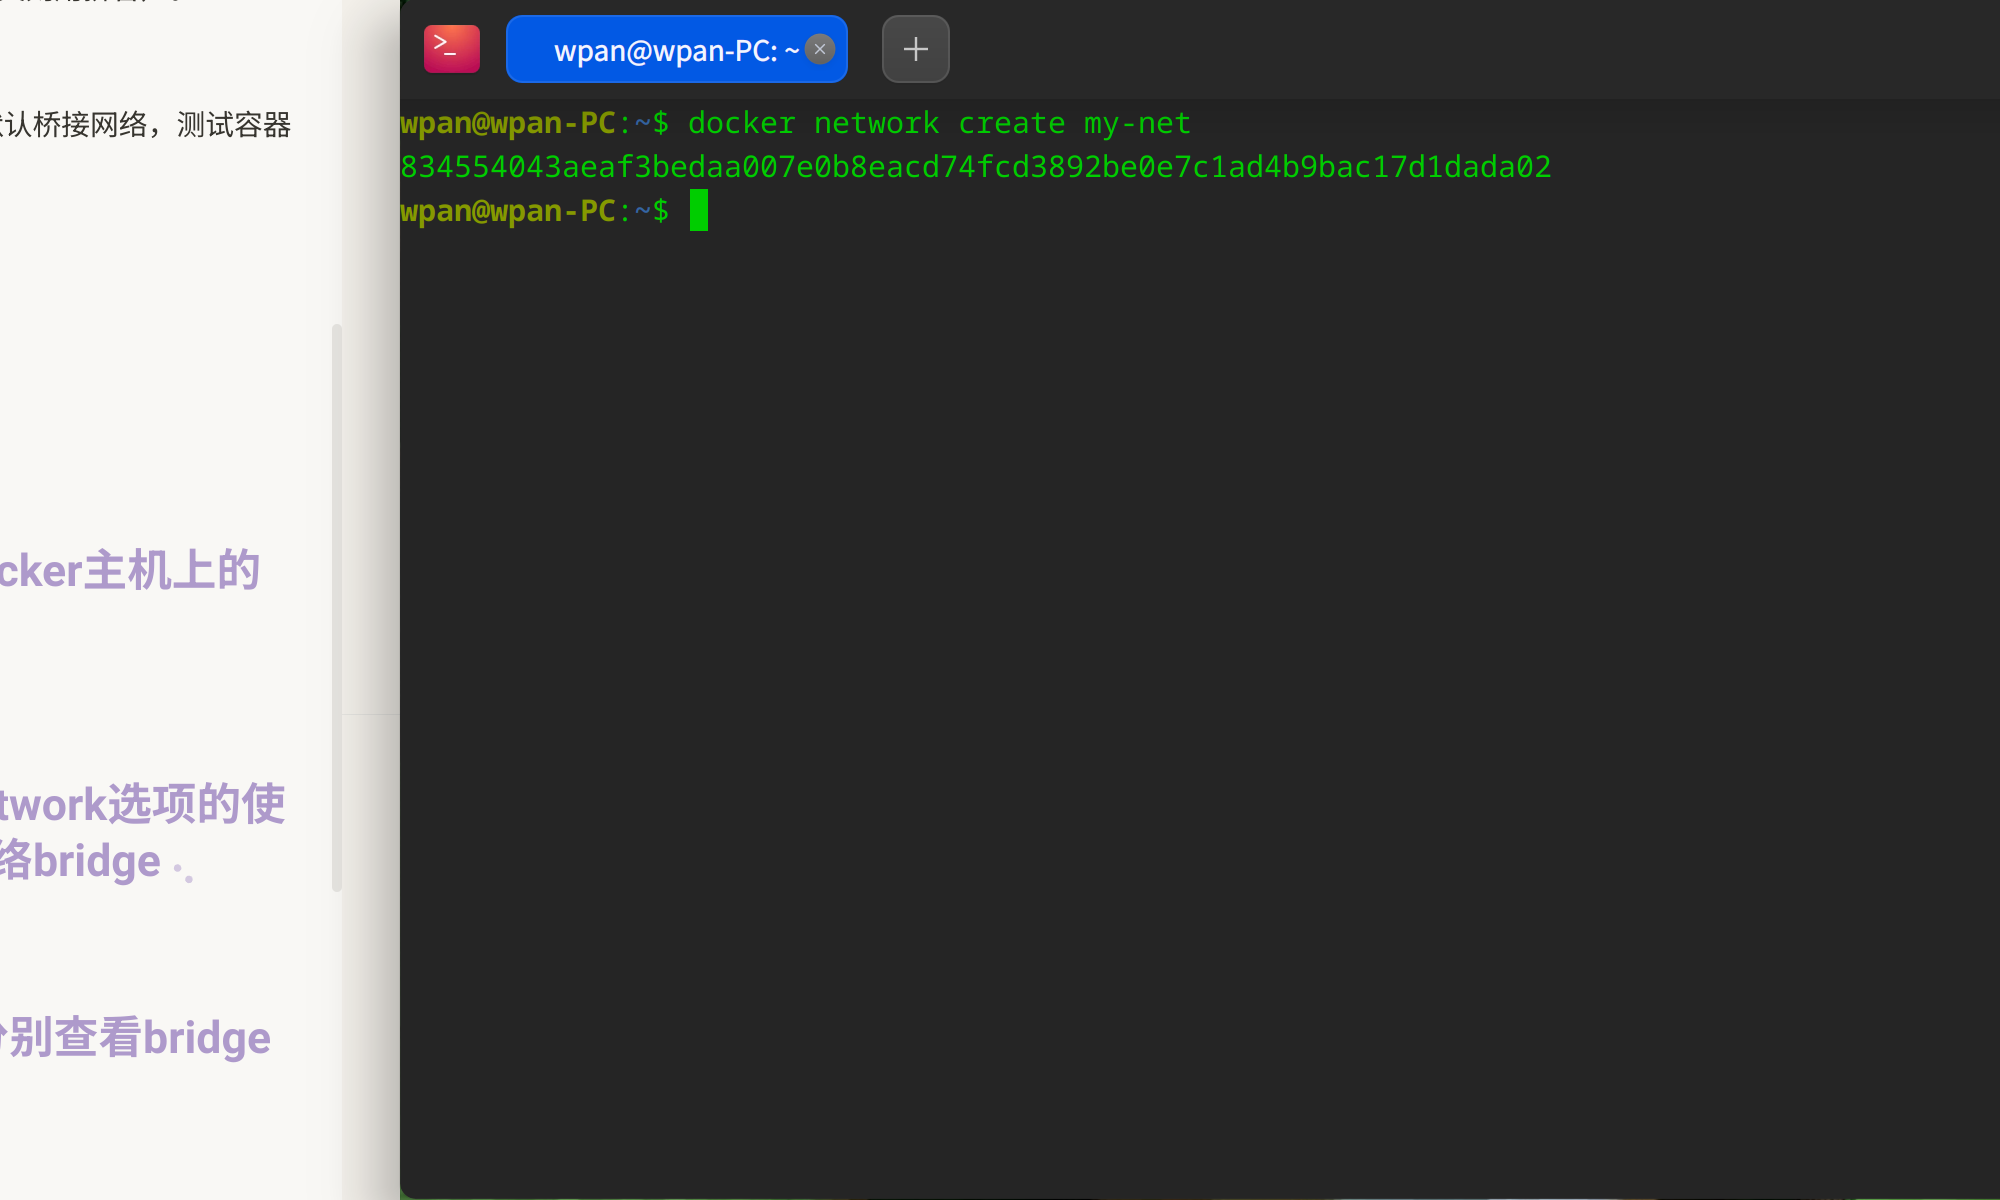 认桥接网络，测试容器
cker主机上的
twork选项的使
络bridge
别查看bridge
wpan@wpan-PC: ~
wpan@wpan-PC:~$ docker network create my-net
834554043aeaf3bedaa007e0b8eacd74fcd3892be0e7c1ad4b9bac17d1dada02
wpan@wpan-PC:~$